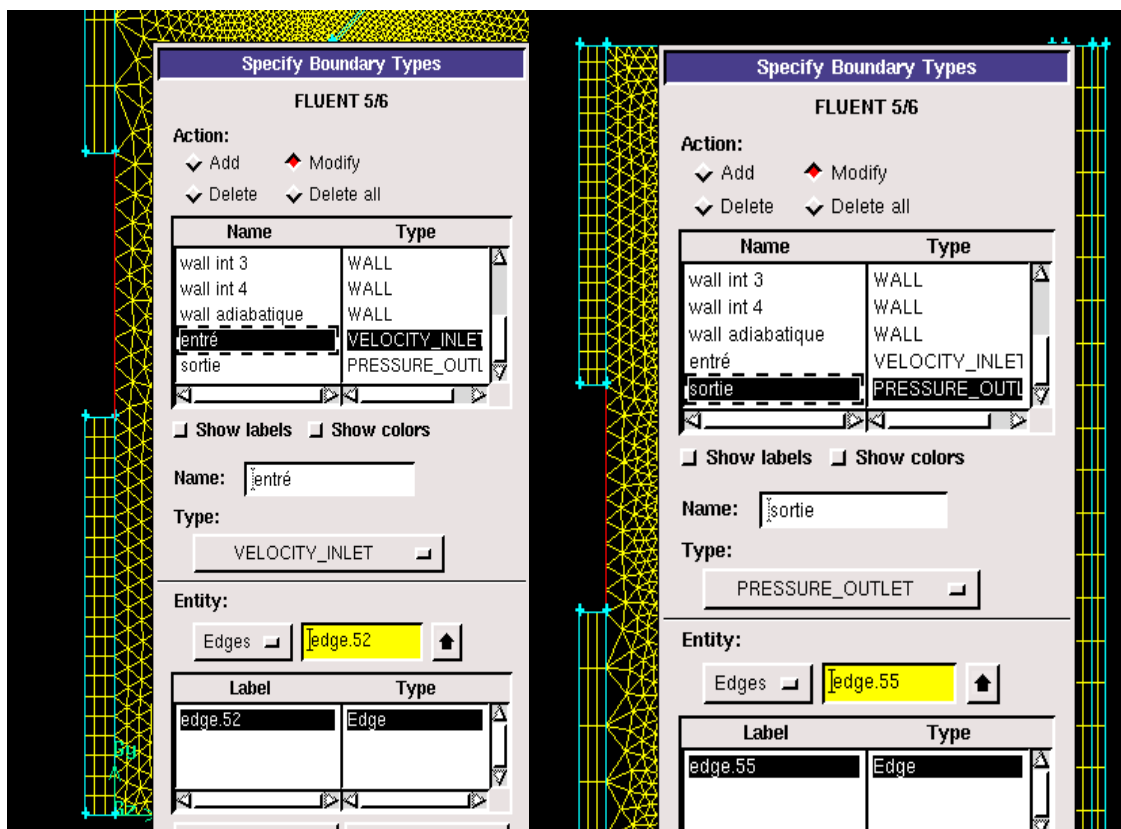 Specify Boundary Types
FLUENT 5/6
Action:
Add Modify
Delete Delete all
Name Type
wall int 3 WALL
wall int 4 WALL
wall adiabatique WALL
entré VELOCITY_INLET
sortie PRESSURE_OUTL
Show labels Show colors
Name: entré
Type:
VELOCITY_INLET
Entity:
Edges edge.52
Label Type
edge.52 Edge
Specify Boundary Types
FLUENT 5/6
Action:
Add Modify
Delete Delete all
Name Type
wall int 3 WALL
wall int 4 WALL
wall adiabatique WALL
entré VELOCITY_INLET
sortie PRESSURE_OUTL
Show labels Show colors
Name: sortie
Type:
PRESSURE_OUTLET
Entity:
Edges edge.55
Label Type
edge.55 Edge